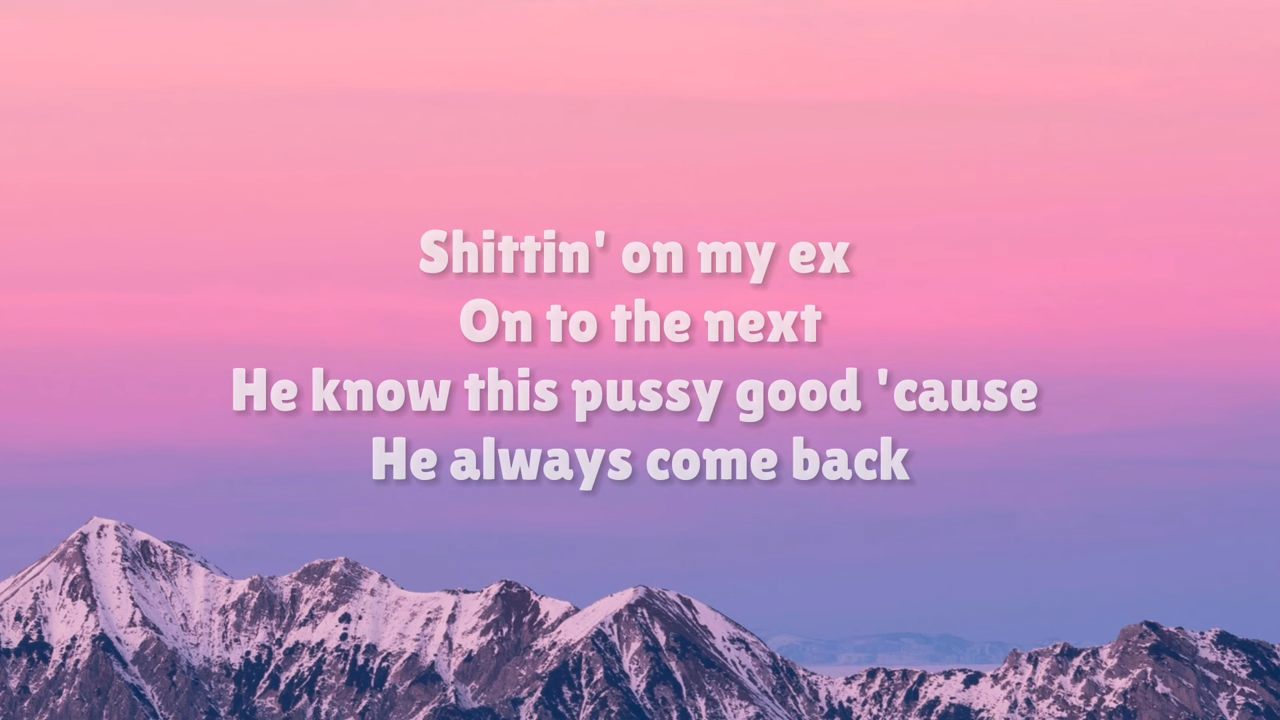 Shittin' on my ex
On to the next
He know this pussy good 'cause
He always come back